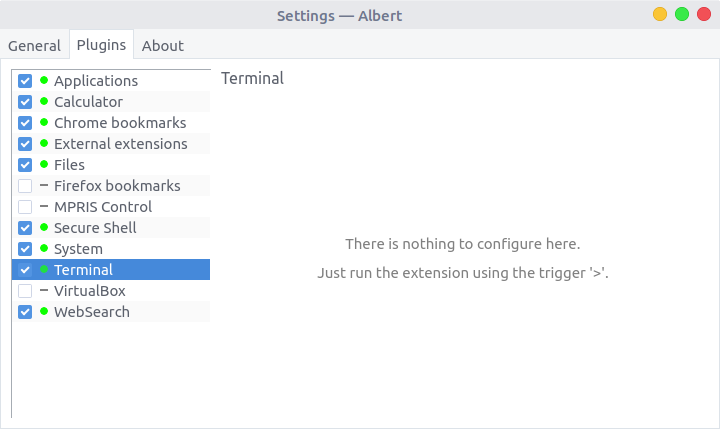 Settings — Albert
General
Plugins
About
Applications
Calculator
Chrome bookmarks
External extensions
Files
Firefox bookmarks
MPRIS Control
Secure Shell
System
Terminal
VirtualBox
WebSearch
Terminal
There is nothing to configure here.
Just run the extension using the trigger '>'.